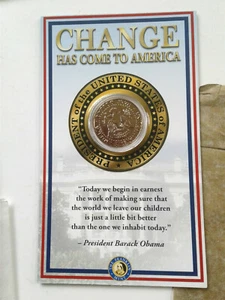 CHANGE
HAS COME TO AMERICA
PRESIDENT of the UNITED STATES of AMERICA
"Today we begin in earnest
the work of making sure that
the world we leave our children
is just a little bit better
than the one we inhabit today."
– President Barack Obama